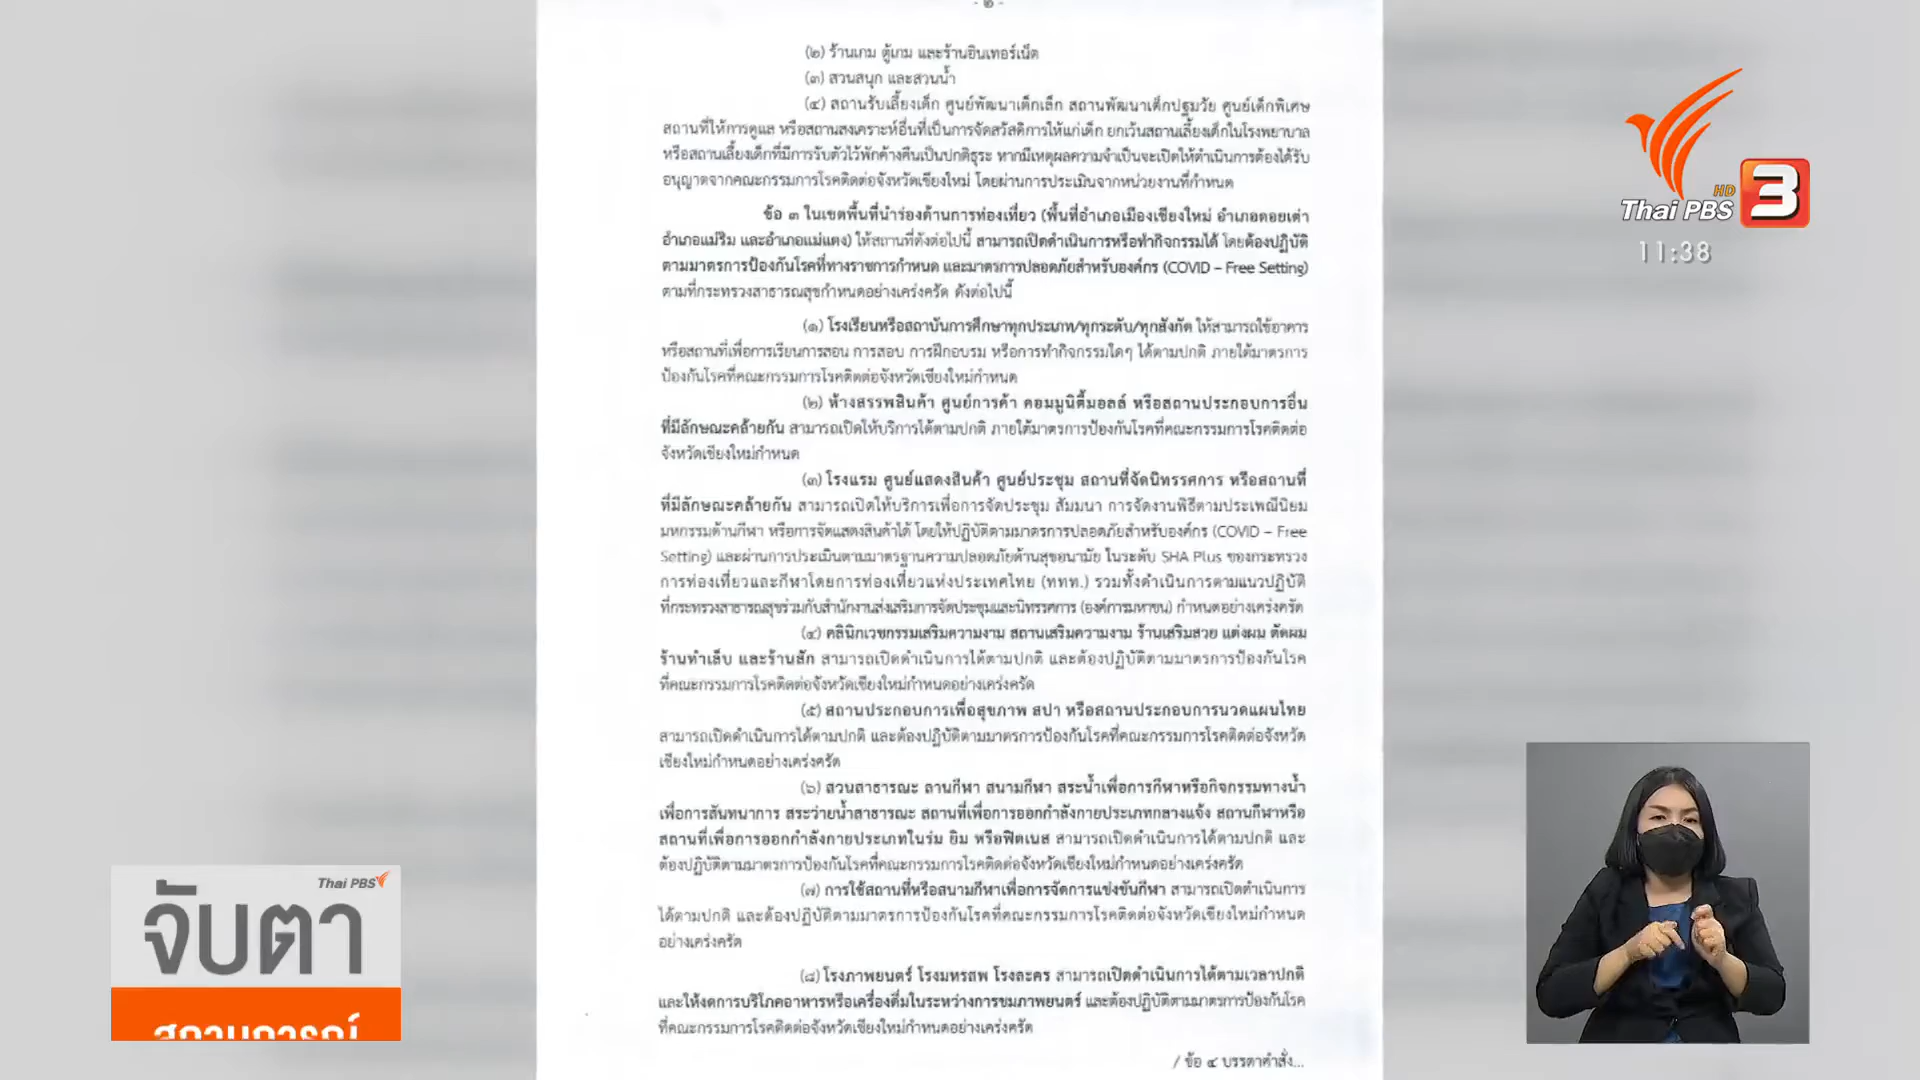 - ๒ -
(๒) ร้านเกม ตู้เกม และร้านอินเทอร์เน็ต
(๓) สวนสนุก และสวนน้ำ
(๔) สถานรับเลี้ยงเด็ก ศูนย์พัฒนาเด็กเล็ก สถานพัฒนาเด็กปฐมวัย ศูนย์เด็กพิเศษ
สถานที่ให้การดูแล หรือสถานสงเคราะห์อื่นที่เป็นการจัดสวัสดิการให้แก่เด็ก ยกเว้นสถานเลี้ยงเด็กในโรงพยาบาล
หรือสถานเลี้ยงเด็กที่มีการรับตัวไว้พักค้างคืนเป็นปกติธุระ หากมีเหตุผลความจำเป็นจะเปิดให้ดำเนินการต้องได้รับ
อนุญาตจากคณะกรรมการโรคติดต่อจังหวัดเชียงใหม่ โดยผ่านการประเมินจากหน่วยงานที่กำหนด
ข้อ ๓ ในเขตพื้นที่นำร่องด้านการท่องเที่ยว (พื้นที่อำเภอเมืองเชียงใหม่ อำเภอดอยเต่า
อำเภอแม่ริม และอำเภอแม่แตง) ให้สถานที่ดังต่อไปนี้ สามารถเปิดดำเนินการหรือทำกิจกรรมได้ โดยต้องปฏิบัติ
ตามมาตรการป้องกันโรคที่ทางราชการกำหนด และมาตรการปลอดภัยสำหรับองค์กร (COVID – Free Setting)
ตามที่กระทรวงสาธารณสุขกำหนดอย่างเคร่งครัด ดังต่อไปนี้
(๑) โรงเรียนหรือสถาบันการศึกษาทุกประเภท/ทุกระดับ/ทุกสังกัด ให้สามารถใช้อาคาร
หรือสถานที่เพื่อการเรียนการสอน การสอบ การฝึกอบรม หรือการทำกิจกรรมใดๆ ได้ตามปกติ ภายใต้มาตรการ
ป้องกันโรคที่คณะกรรมการโรคติดต่อจังหวัดเชียงใหม่กำหนด
(๒) ห้างสรรพสินค้า ศูนย์การค้า คอมมูนิตี้มอลล์ หรือสถานประกอบการอื่น
ที่มีลักษณะคล้ายกัน สามารถเปิดให้บริการได้ตามปกติ ภายใต้มาตรการป้องกันโรคที่คณะกรรมการโรคติดต่อ
จังหวัดเชียงใหม่กำหนด
(๓) โรงแรม ศูนย์แสดงสินค้า ศูนย์ประชุม สถานที่จัดนิทรรศการ หรือสถานที่
ที่มีลักษณะคล้ายกัน สามารถเปิดให้บริการเพื่อการจัดประชุม สัมมนา การจัดงานพิธีตามประเพณีนิยม
มหกรรมด้านกีฬา หรือการจัดแสดงสินค้าได้ โดยให้ปฏิบัติตามมาตรการปลอดภัยสำหรับองค์กร (COVID – Free
Setting) และผ่านการประเมินตามมาตรฐานความปลอดภัยด้านสุขอนามัย ในระดับ SHA Plus ของกระทรวง
การท่องเที่ยวและกีฬาโดยการท่องเที่ยวแห่งประเทศไทย (ททท.) รวมทั้งดำเนินการตามแนวปฏิบัติ
ที่กระทรวงสาธารณสุขร่วมกับสำนักงานส่งเสริมการจัดประชุมและนิทรรศการ (องค์การมหาชน) กำหนดอย่างเคร่งครัด
(๔) คลินิกเวชกรรมเสริมความงาม สถานเสริมความงาม ร้านเสริมสวย แต่งผม ตัดผม
ร้านทำเล็บ และร้านสัก สามารถเปิดดำเนินการได้ตามปกติ และต้องปฏิบัติตามมาตรการป้องกันโรค
ที่คณะกรรมการโรคติดต่อจังหวัดเชียงใหม่กำหนดอย่างเคร่งครัด
(๕) สถานประกอบการเพื่อสุขภาพ สปา หรือสถานประกอบการนวดแผนไทย
สามารถเปิดดำเนินการได้ตามปกติ และต้องปฏิบัติตามมาตรการป้องกันโรคที่คณะกรรมการโรคติดต่อจังหวัด
เชียงใหม่กำหนดอย่างเคร่งครัด
(๖) สวนสาธารณะ ลานกีฬา สนามกีฬา สระน้ำเพื่อการกีฬาหรือกิจกรรมทางน้ำ
เพื่อการสันทนาการ สระว่ายน้ำสาธารณะ สถานที่เพื่อการออกกำลังกายประเภทกลางแจ้ง สถานกีฬาหรือ
สถานที่เพื่อการออกกำลังกายประเภทในร่ม ยิม หรือฟิตเนส สามารถเปิดดำเนินการได้ตามปกติ และ
ต้องปฏิบัติตามมาตรการป้องกันโรคที่คณะกรรมการโรคติดต่อจังหวัดเชียงใหม่กำหนดอย่างเคร่งครัด
(๗) การใช้สถานที่หรือสนามกีฬาเพื่อการจัดการแข่งขันกีฬา สามารถเปิดดำเนินการ
ได้ตามปกติ และต้องปฏิบัติตามมาตรการป้องกันโรคที่คณะกรรมการโรคติดต่อจังหวัดเชียงใหม่กำหนด
อย่างเคร่งครัด
(๘) โรงภาพยนตร์ โรงมหรสพ โรงละคร สามารถเปิดดำเนินการได้ตามเวลาปกติ
และให้งดการบริโภคอาหารหรือเครื่องดื่มในระหว่างการชมภาพยนตร์ และต้องปฏิบัติตามมาตรการป้องกันโรค
ที่คณะกรรมการโรคติดต่อจังหวัดเชียงใหม่กำหนดอย่างเคร่งครัด
/ ข้อ ๔ บรรดาคำสั่ง...
Thai PBS HD 3
11:38
Thai PBS
จับตา
สถานการณ์